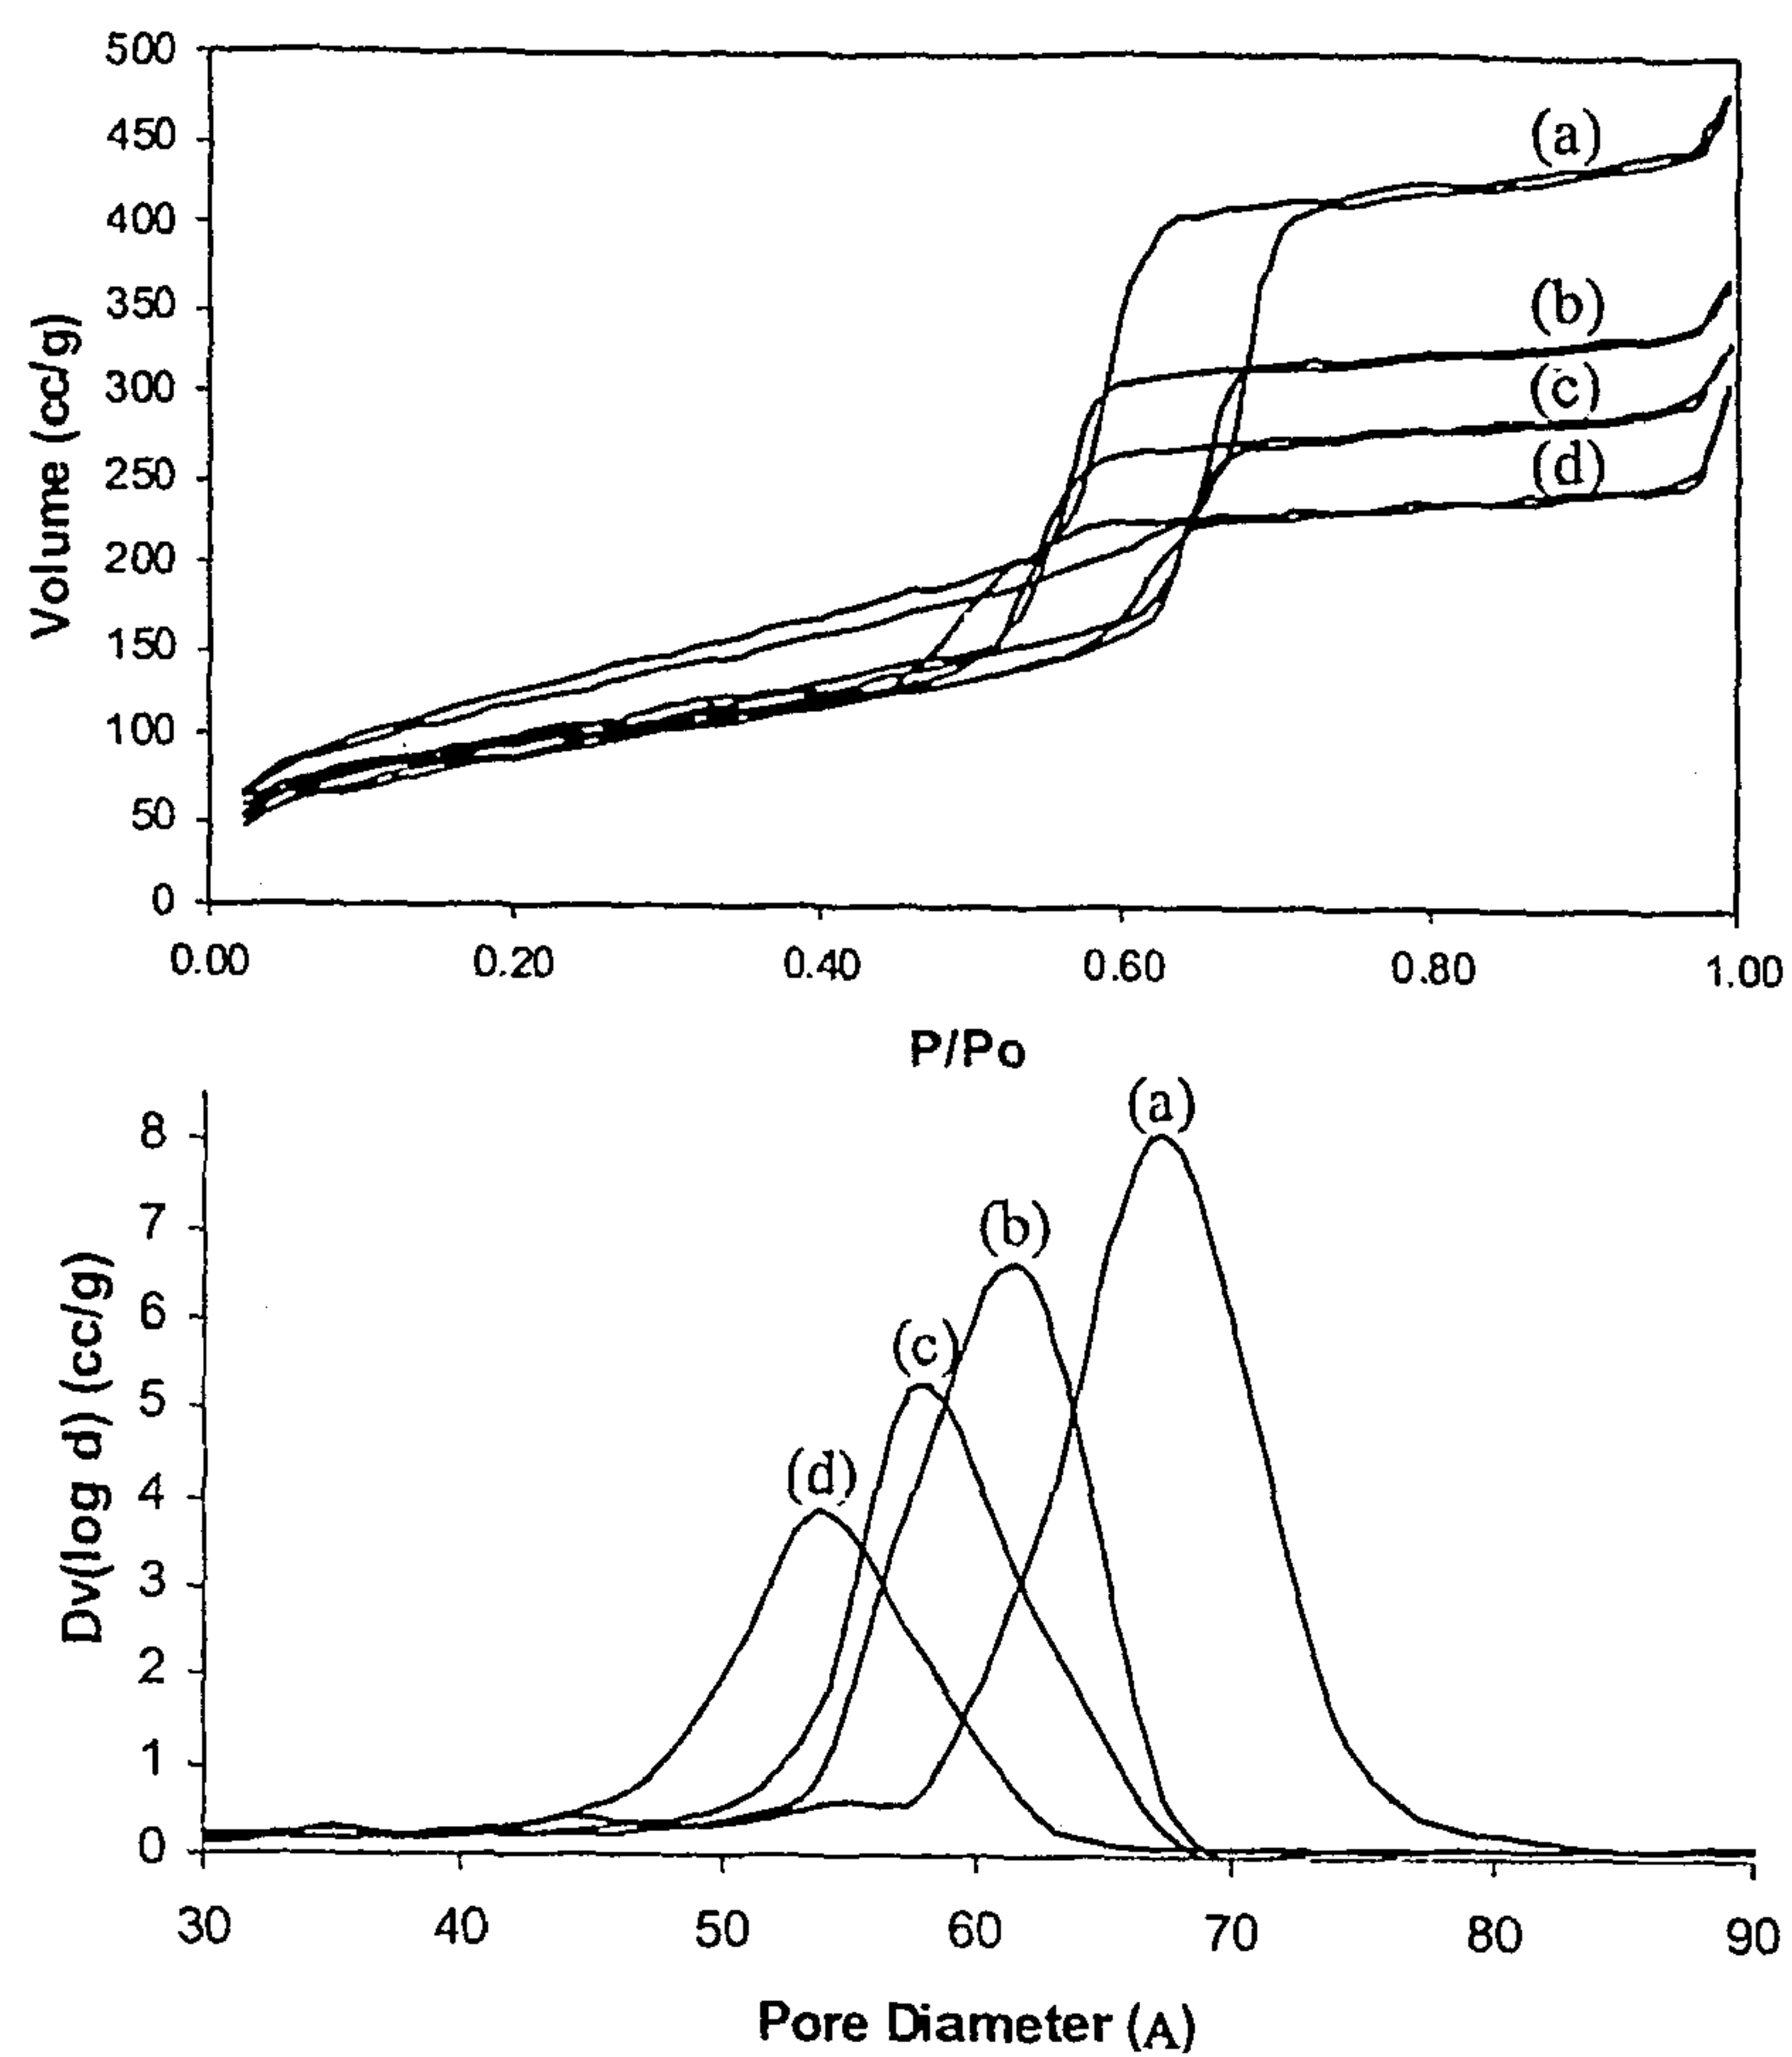 500
450
400
350
300
250
200
150
100
50
0
Volume (cc/g)
(a)
(b)
(c)
(d)
0.00 0.20 0.40 0.60 0.80 1.00
P/Po
8
7
6
5
4
3
2
1
0
Dv(log d) (cc/g)
(a)
(b)
(c)
(d)
30 40 50 60 70 80 90
Pore Diameter (A)